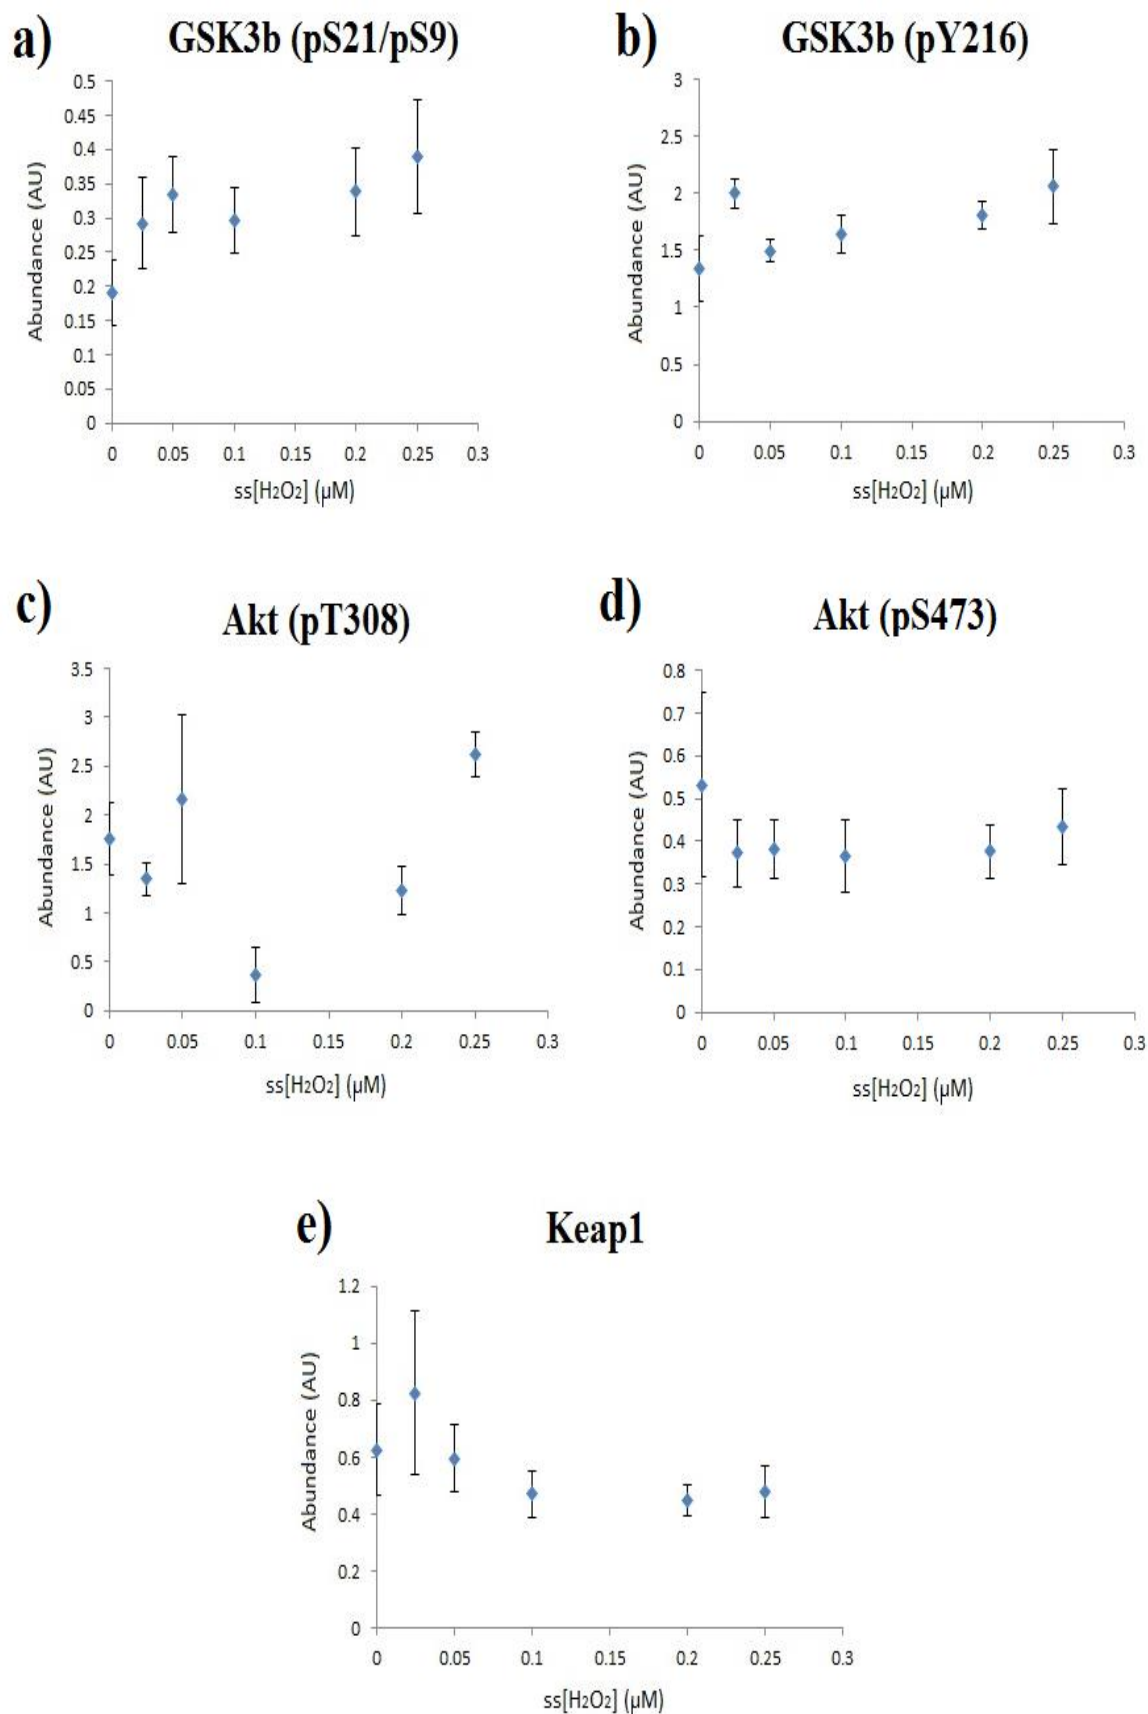 a) GSK3b (pS21/pS9)
0.5
0.45
0.4
0.35
0.3
0.25
0.2
0.15
0.1
0.05
0
Abundance (AU)
0 0.05 0.1 0.15 0.2 0.25 0.3
ss[H₂O₂] (µM)
b) GSK3b (pY216)
3
2.5
2
1.5
1
0.5
0
Abundance (AU)
0 0.05 0.1 0.15 0.2 0.25 0.3
ss[H₂O₂] (µM)
c) Akt (pT308)
3.5
3
2.5
2
1.5
1
0.5
0
Abundance (AU)
0 0.05 0.1 0.15 0.2 0.25 0.3
ss[H₂O₂] (µM)
d) Akt (pS473)
0.8
0.7
0.6
0.5
0.4
0.3
0.2
0.1
0
Abundance (AU)
0 0.05 0.1 0.15 0.2 0.25 0.3
ss[H₂O₂] (µM)
e) Keap1
1.2
1
0.8
0.6
0.4
0.2
0
Abundance (AU)
0 0.05 0.1 0.15 0.2 0.25 0.3
ss[H₂O₂] (µM)